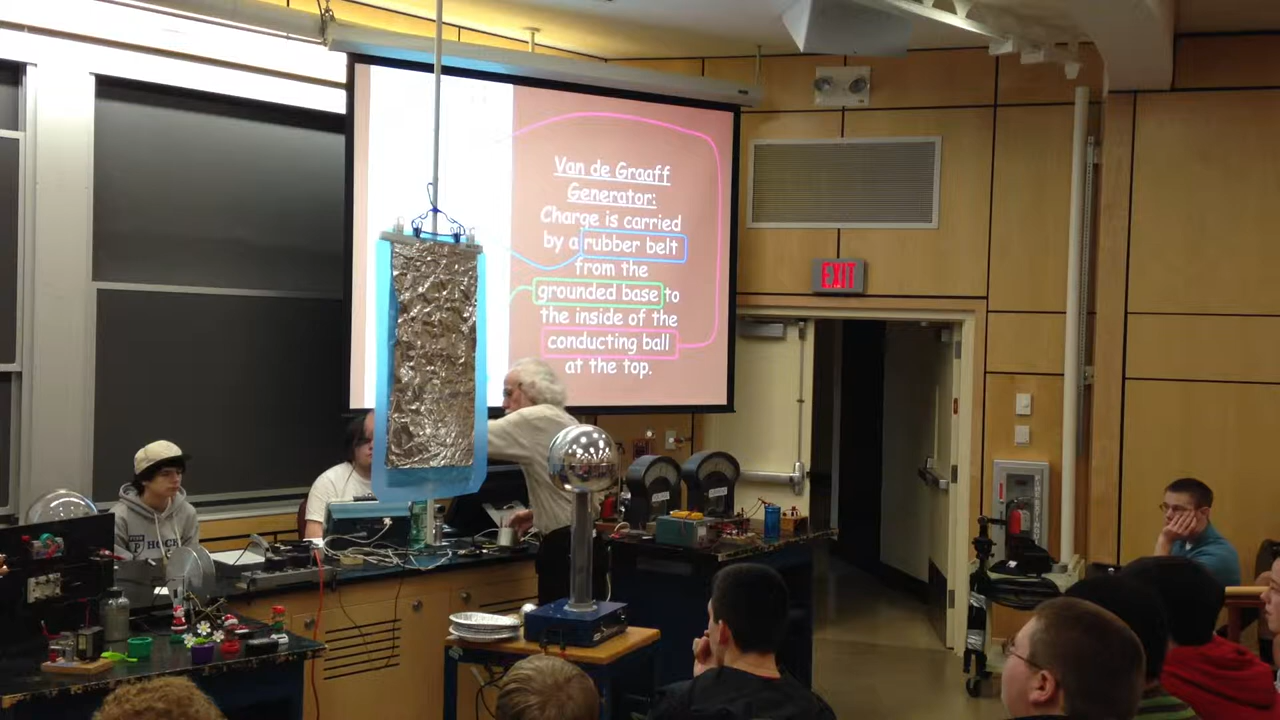 Van de Graaff
Generator:
Charge is carried
by a rubber belt
from the
grounded base to
the inside of the
conducting ball
at the top.
EXIT